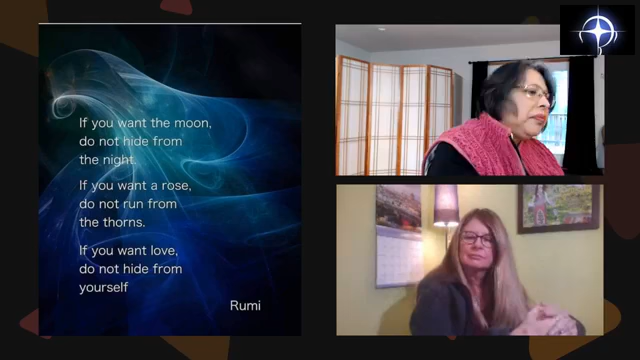 If you want the moon,
do not hide from
the night.
If you want a rose,
do not run from
the thorns.
If you want love,
do not hide from
yourself
Rumi